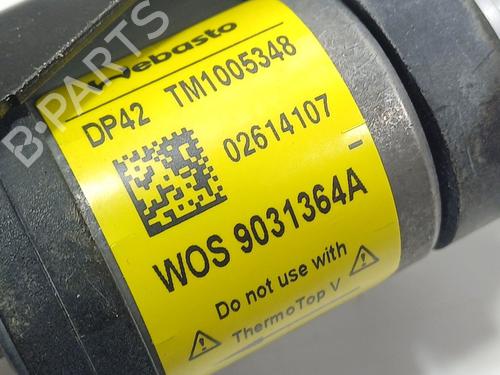 B-PARTS
Webasto
DP42 TM1005348
02614107
-
WOS 9031364A
Do not use with
ThermoTop V